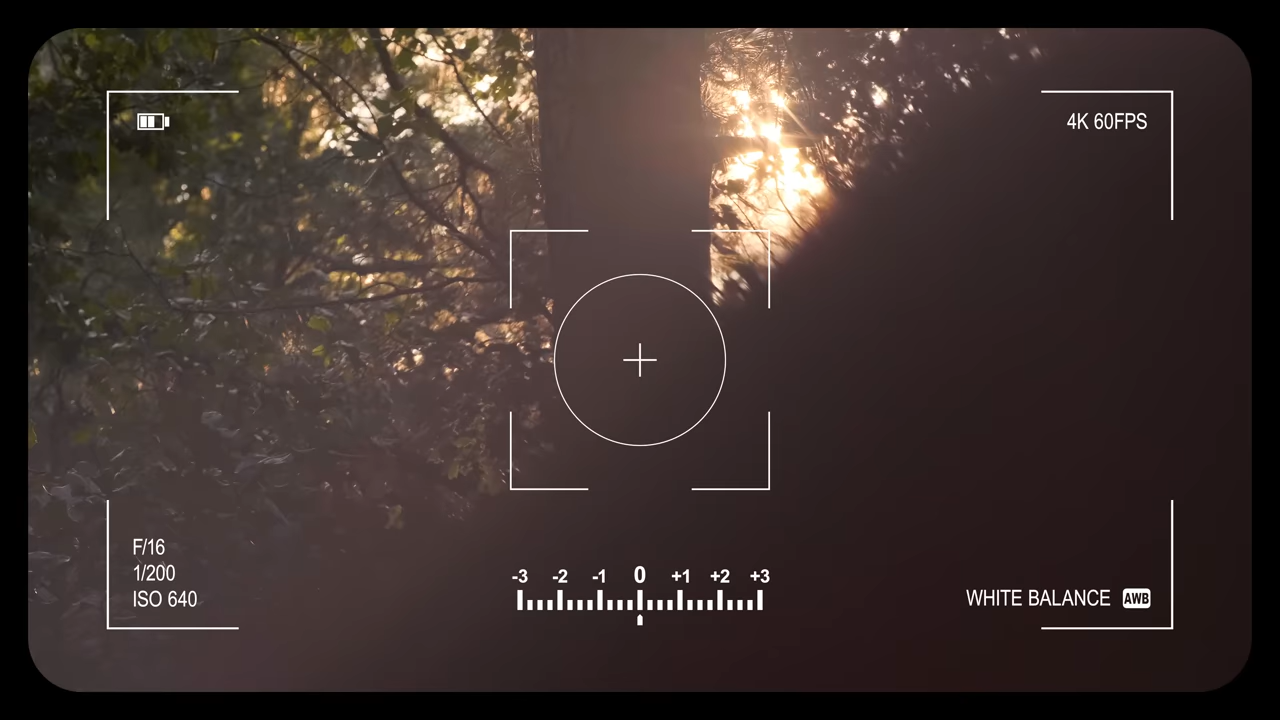 4K 60FPS
F/16
1/200
ISO 640
-3 -2 -1 0 +1 +2 +3
WHITE BALANCE AWB